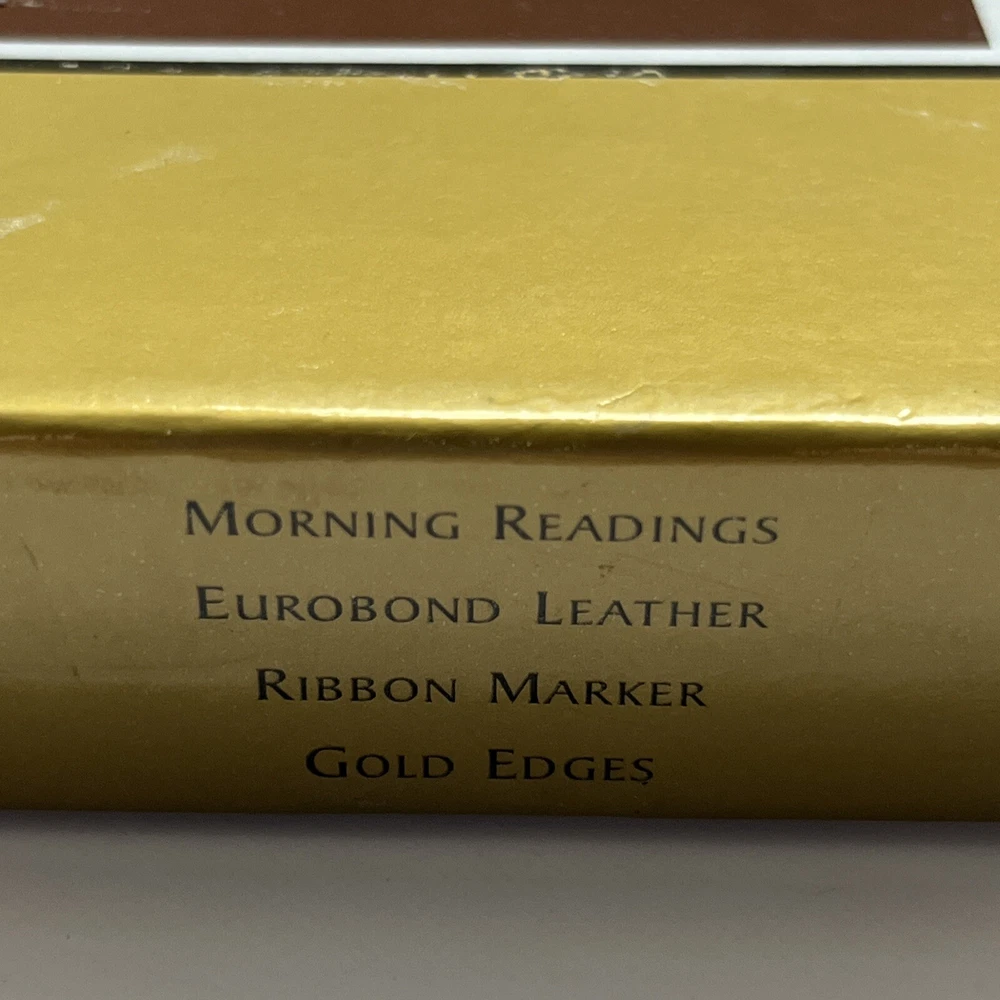 Morning Readings
Eurobond Leather
Ribbon Marker
Gold Edges